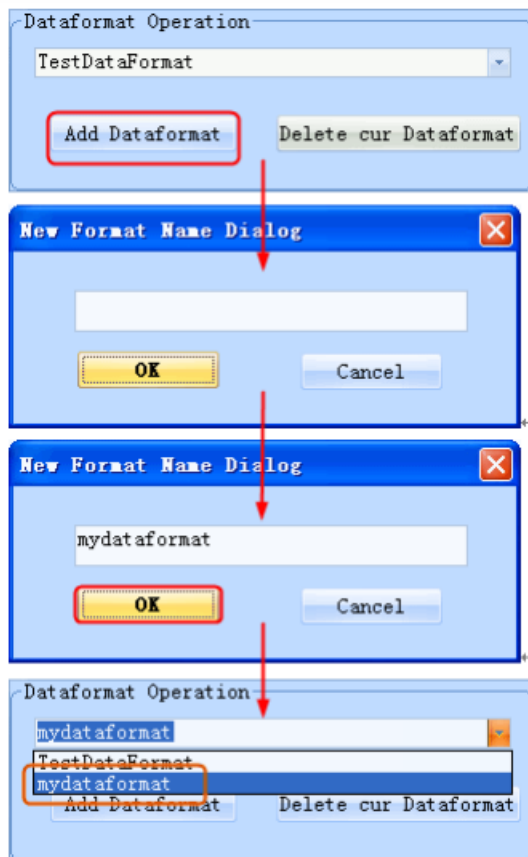 Dataformat Operation
TestDataFormat
Add Dataformat Delete cur Dataformat
New Format Name Dialog
OK Cancel
New Format Name Dialog
mydataformat
OK Cancel
Dataformat Operation
mydataformat
TestDataFormat
mydataformat
Add Dataformat Delete cur Dataformat